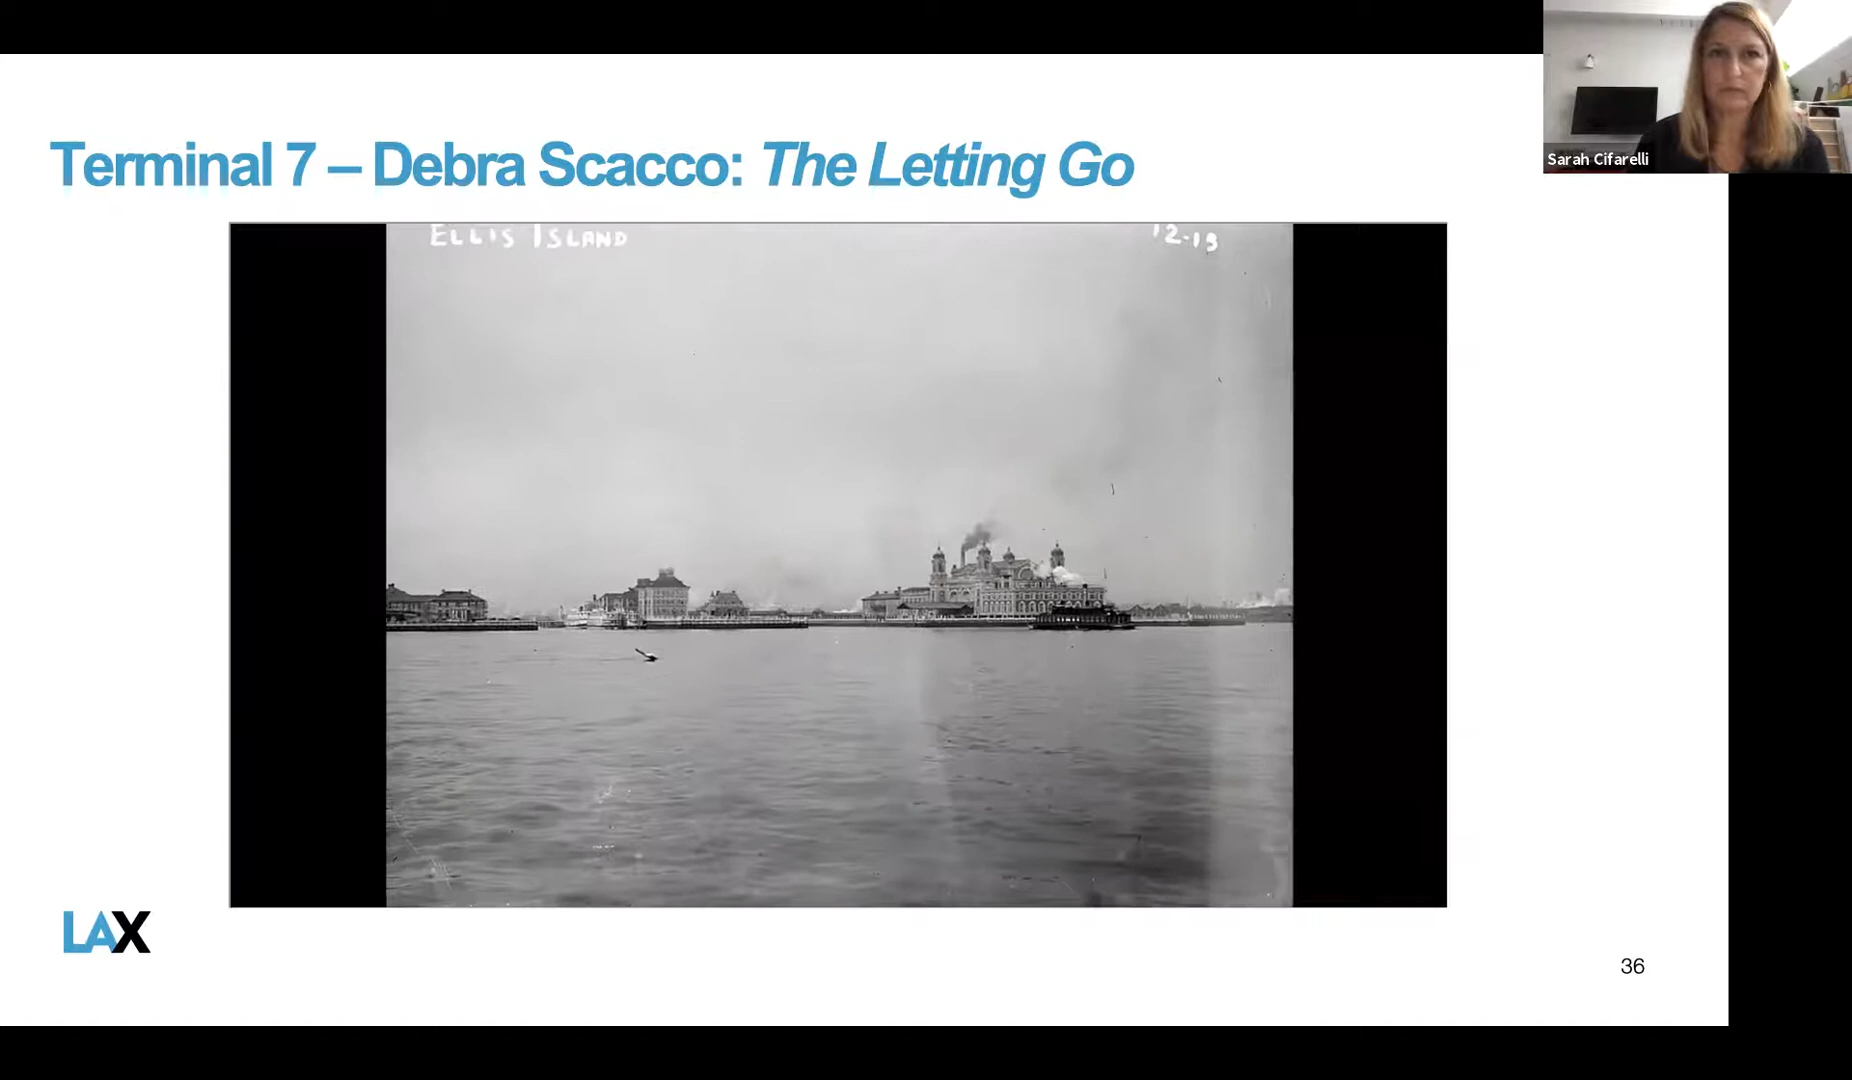 Sarah Cifarelli
Terminal 7 – Debra Scacco: The Letting Go
ELLIS ISLAND
12-13
LAX
36